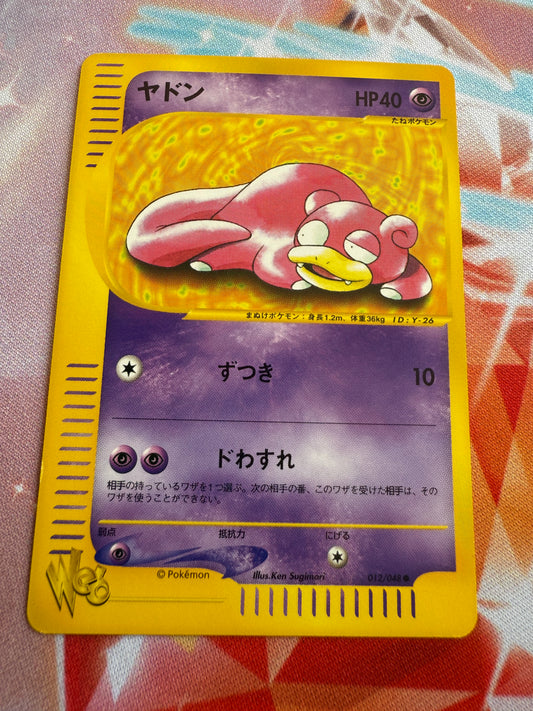 ヤドン
HP40
たねポケモン
まぬけポケモン：身長1.2m、体重36kg ID:Y-26
ずつき 10
ドわすれ
相手の持っているワザを1つ選ぶ。次の相手の番、このワザを受けた相手は、その
ワザを使うことができない。
弱点 抵抗力 にげる
Web
©Pokémon Illus.Ken Sugimori 012/048●